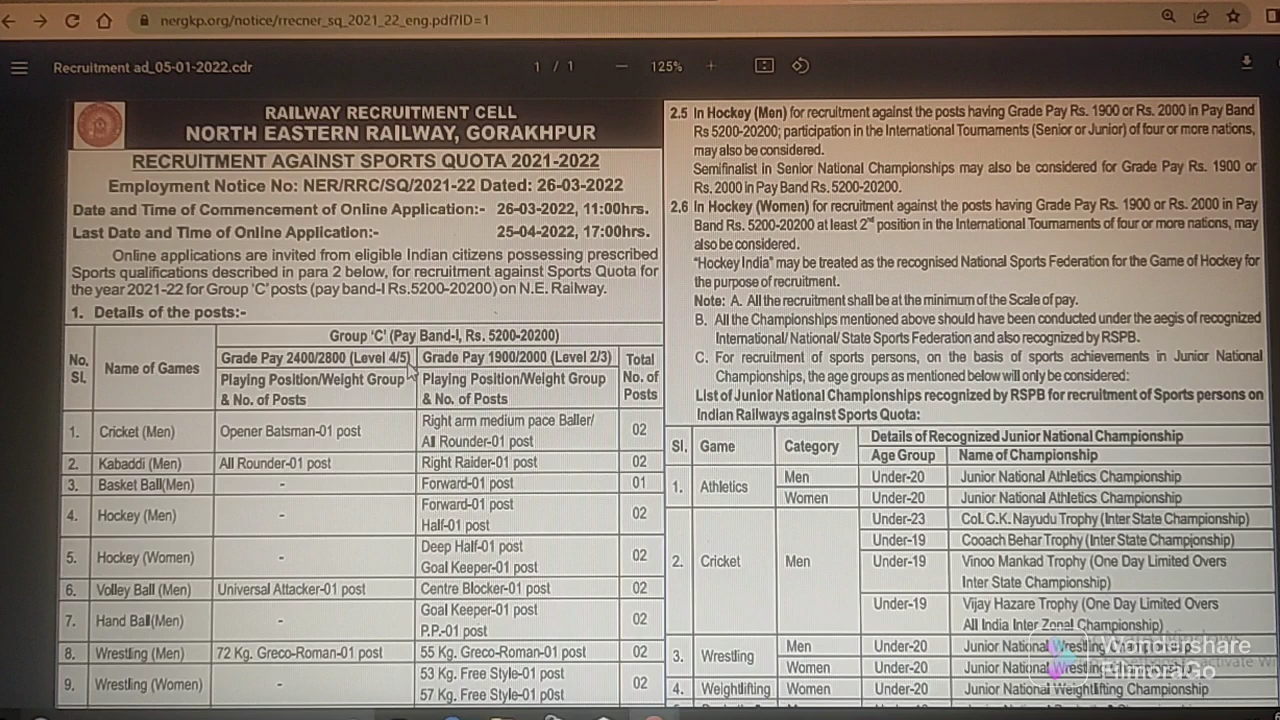 nergkp.org/notice/rrecner_sq_2021_22_eng.pdf?ID=1
Recruitment ad_05-01-2022.cdr
1 / 1
125%
RAILWAY RECRUITMENT CELL
NORTH EASTERN RAILWAY, GORAKHPUR
RECRUITMENT AGAINST SPORTS QUOTA 2021-2022
Employment Notice No: NER/RRC/SQ/2021-22 Dated: 26-03-2022
Date and Time of Commencement of Online Application:- 26-03-2022, 11:00hrs.
Last Date and Time of Online Application:- 25-04-2022, 17:00hrs.
Online applications are invited from eligible Indian citizens possessing prescribed
Sports qualifications described in para 2 below, for recruitment against Sports Quota for
the year 2021-22 for Group 'C' posts (pay band-I Rs.5200-20200) on N.E. Railway.
1. Details of the posts:-
No. SI. Name of Games Group 'C' (Pay Band-I, Rs. 5200-20200) Total No. of Posts
Grade Pay 2400/2800 (Level 4/5) Grade Pay 1900/2000 (Level 2/3)
Playing Position/Weight Group & No. of Posts Playing Position/Weight Group & No. of Posts
1. Cricket (Men) Opener Batsman-01 post Right arm medium pace Baller/ All Rounder-01 post 02
2. Kabaddi (Men) All Rounder-01 post Right Raider-01 post 02
3. Basket Ball(Men) - Forward-01 post 01
4. Hockey (Men) - Forward-01 post Half-01 post 02
5. Hockey (Women) - Deep Half-01 post Goal Keeper-01 post 02
6. Volley Ball (Men) Universal Attacker-01 post Centre Blocker-01 post 02
7. Hand Ball(Men) - Goal Keeper-01 post P.P.-01 post 02
8. Wrestling (Men) 72 Kg. Greco-Roman-01 post 55 Kg. Greco-Roman-01 post 02
9. Wrestling (Women) - 53 Kg. Free Style-01 post 57 Kg. Free Style-01 p0st 02
2.5 In Hockey (Men) for recruitment against the posts having Grade Pay Rs. 1900 or Rs. 2000 in Pay Band
Rs 5200-20200; participation in the International Tournaments (Senior or Junior) of four or more nations,
may also be considered.
Semifinalist in Senior National Championships may also be considered for Grade Pay Rs. 1900 or
Rs. 2000 in Pay Band Rs. 5200-20200.
2.6 In Hockey (Women) for recruitment against the posts having Grade Pay Rs. 1900 or Rs. 2000 in Pay
Band Rs. 5200-20200 at least 2nd position in the International Tournaments of four or more nations, may
also be considered.
"Hockey India" may be treated as the recognised National Sports Federation for the Game of Hockey for
the purpose of recruitment.
Note: A. All the recruitment shall be at the minimum of the Scale of pay.
B. All the Championships mentioned above should have been conducted under the aegis of recognized
International/ National/ State Sports Federation and also recognized by RSPB.
C. For recruitment of sports persons, on the basis of sports achievements in Junior National
Championships, the age groups as mentioned below will only be considered:
List of Junior National Championships recognized by RSPB for recruitment of Sports persons on
Indian Railways against Sports Quota:
SI. Game Category Details of Recognized Junior National Championship
Age Group Name of Championship
1. Athletics Men Under-20 Junior National Athletics Championship
Women Under-20 Junior National Athletics Championship
2. Cricket Men Under-23 Col. C.K. Nayudu Trophy (Inter State Championship)
Under-19 Cooach Behar Trophy (Inter State Championship)
Under-19 Vinoo Mankad Trophy (One Day Limited Overs
Inter State Championship)
Under-19 Vijay Hazare Trophy (One Day Limited Overs
All India Inter Zonal Championship)
3. Wrestling Men Under-20 Junior National Wrestling Championship
Women Under-20 Junior National Wrestling Championship
4. Weightlifting Women Under-20 Junior National Weightlifting Championship
Wondershare
FilmoraGo